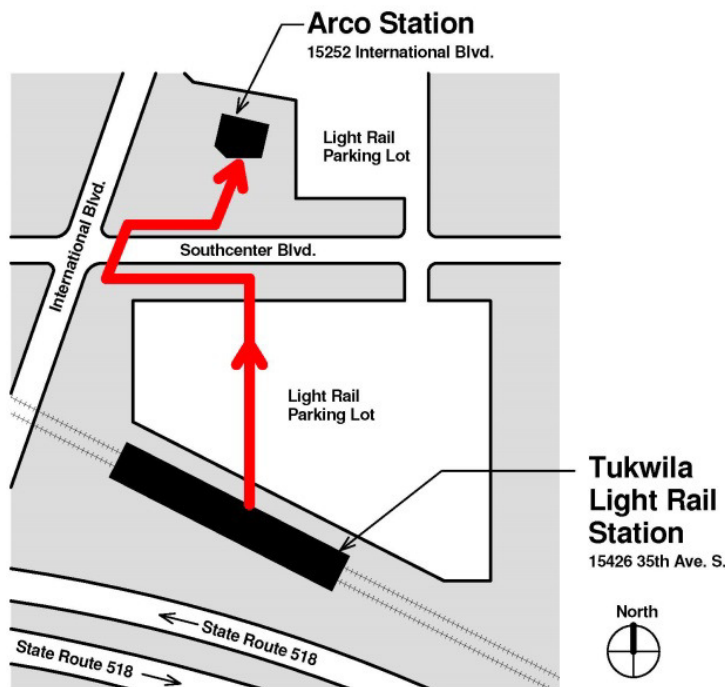 Arco Station
15252 International Blvd.
Light Rail
Parking Lot
International Blvd.
Southcenter Blvd.
Light Rail
Parking Lot
Tukwila
Light Rail
Station
15426 35th Ave. S.
North
State Route 518
State Route 518